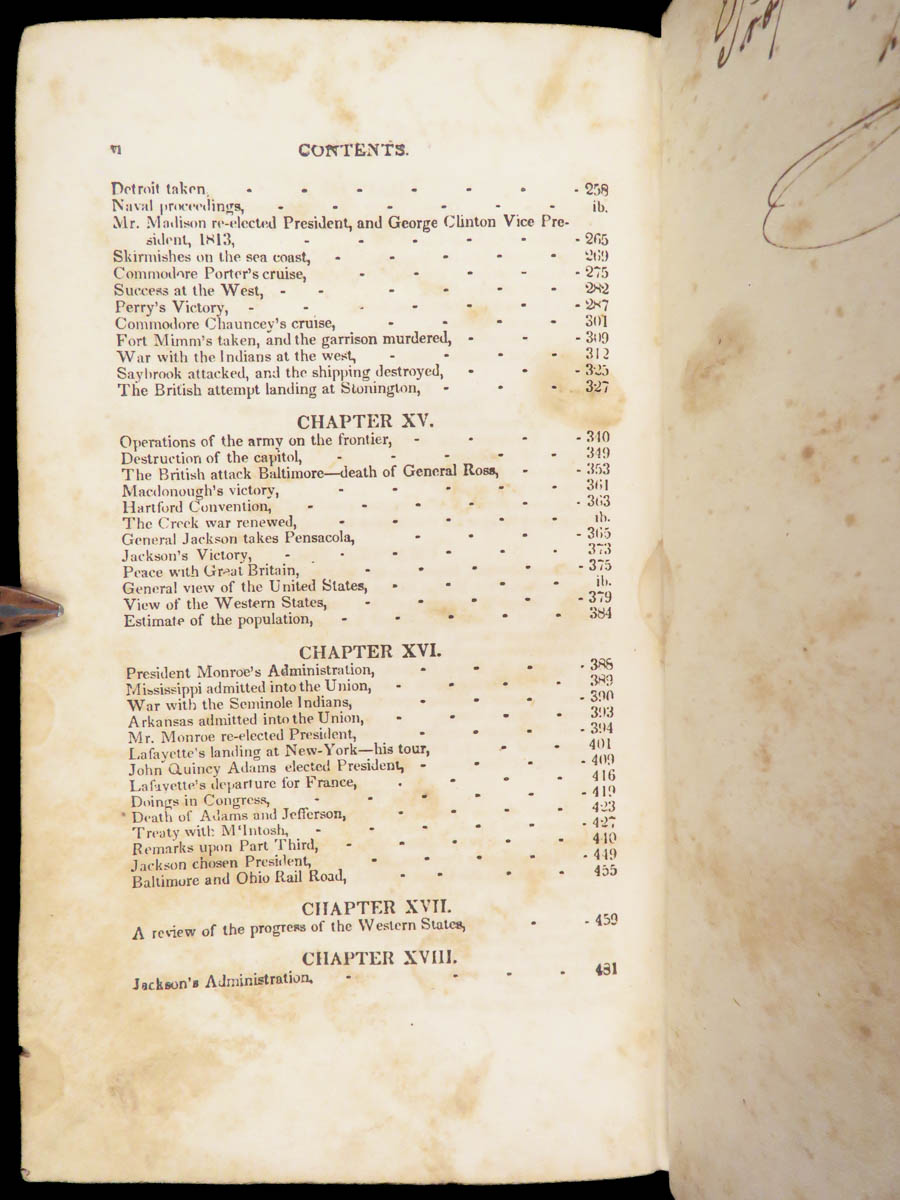 vi CONTENTS.
Detroit taken, - - - - - - - 258
Naval proceedings, - - - - - - ib.
Mr. Madison re-elected President, and George Clinton Vice Pre-
sident, 1813, - - - - - - 265
Skirmishes on the sea coast, - - - - - 269
Commodore Porter's cruise, - - - - - 275
Success at the West, - - - - - - 282
Perry's Victory, - - - - - - - 287
Commodore Chauncey's cruise, - - - - 301
Fort Mimm's taken, and the garrison murdered, - - - 309
War with the Indians at the west, - - - - 312
Saybrook attacked, and the shipping destroyed, - - - 325
The British attempt landing at Stonington, - - - 327
CHAPTER XV.
Operations of the army on the frontier, - - - - 340
Destruction of the capitol, - - - - - 349
The British attack Baltimore—death of General Ross, - - 353
Macdonough's victory, - - - - - 361
Hartford Convention, - - - - - - 363
The Creek war renewed, - - - - - ib.
General Jackson takes Pensacola, - - - - 365
Jackson's Victory, - - - - - - 373
Peace with Great Britain, - - - - - 375
General view of the United States, - - - - ib.
View of the Western States, - - - - - 379
Estimate of the population, - - - - - 384
CHAPTER XVI.
President Monroe's Administration, - - - - 388
Mississippi admitted into the Union, - - - - 389
War with the Seminole Indians, - - - - 390
Arkansas admitted into the Union, - - - - 393
Mr. Monroe re-elected President, - - - - 394
Lafayette's landing at New-York—his tour, - - 401
John Quincy Adams elected President, - - - - 409
Lafayette's departure for France, - - - - 416
Doings in Congress, - - - - - - 419
Death of Adams and Jefferson, - - - - 423
Treaty with M'Intosh, - - - - - - 427
Remarks upon Part Third, - - - - - 440
Jackson chosen President, - - - - - 449
Baltimore and Ohio Rail Road, - - - - 455
CHAPTER XVII.
A review of the progress of the Western States, - - 459
CHAPTER XVIII.
Jackson's Administration, - - - - 481